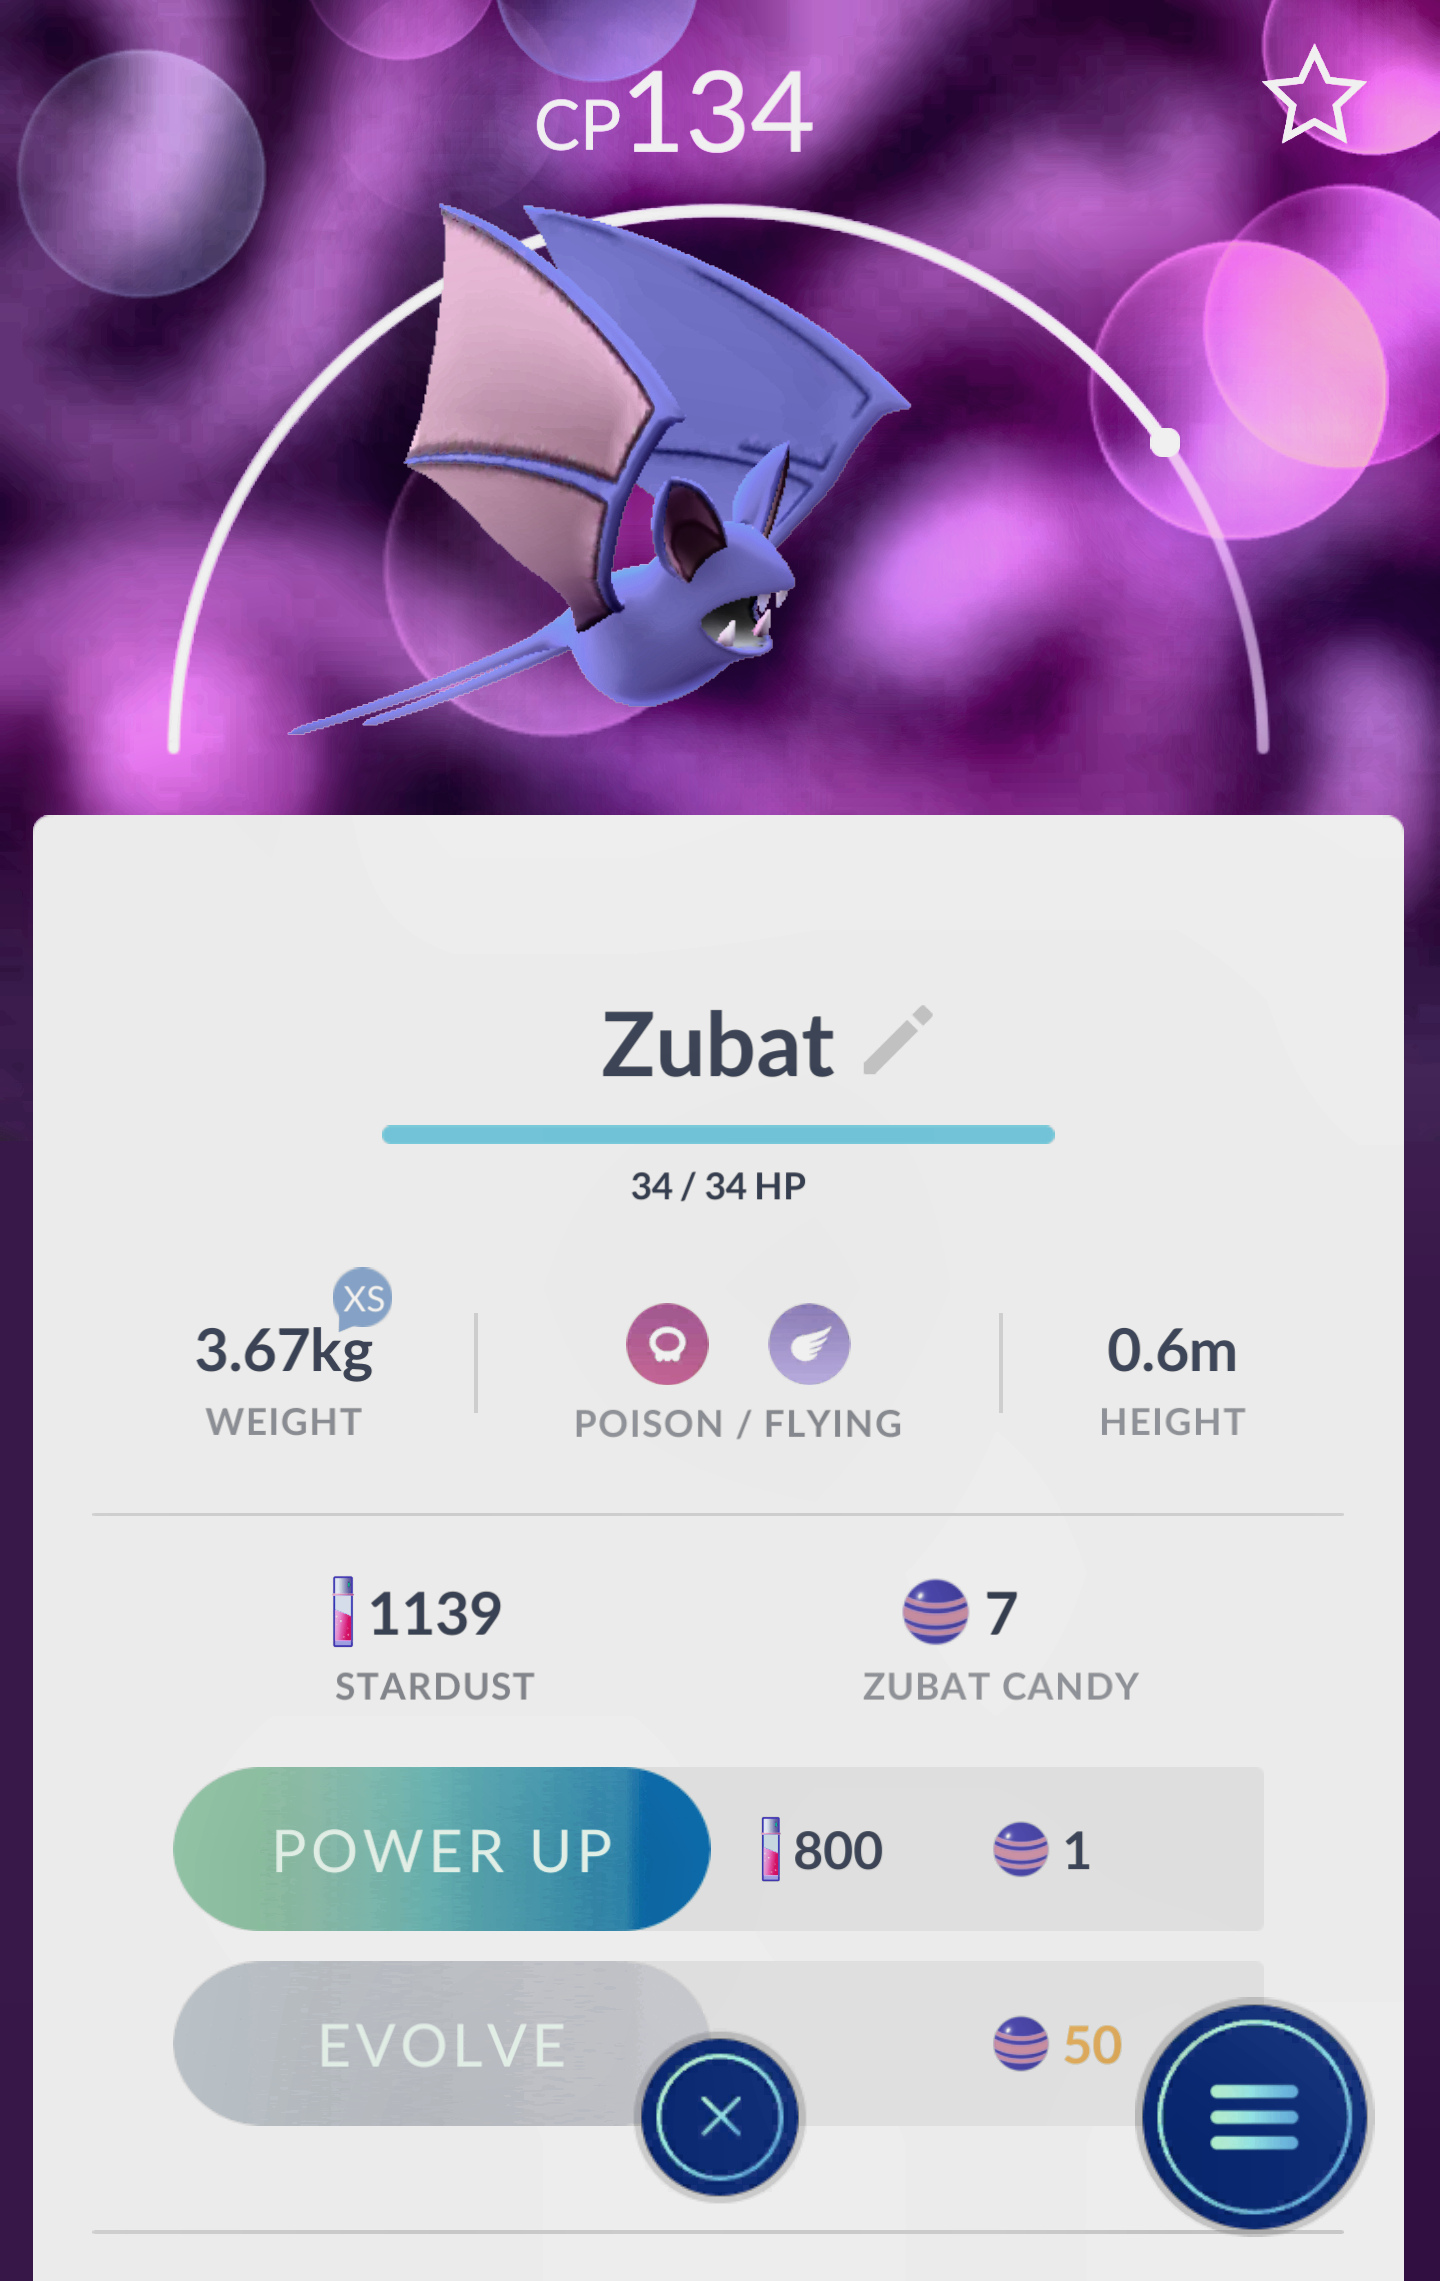 CP134
Zubat
34 / 34 HP
XS
3.67kg
WEIGHT
POISON / FLYING
0.6m
HEIGHT
1139
STARDUST
7
ZUBAT CANDY
POWER UP 800 1
EVOLVE 50